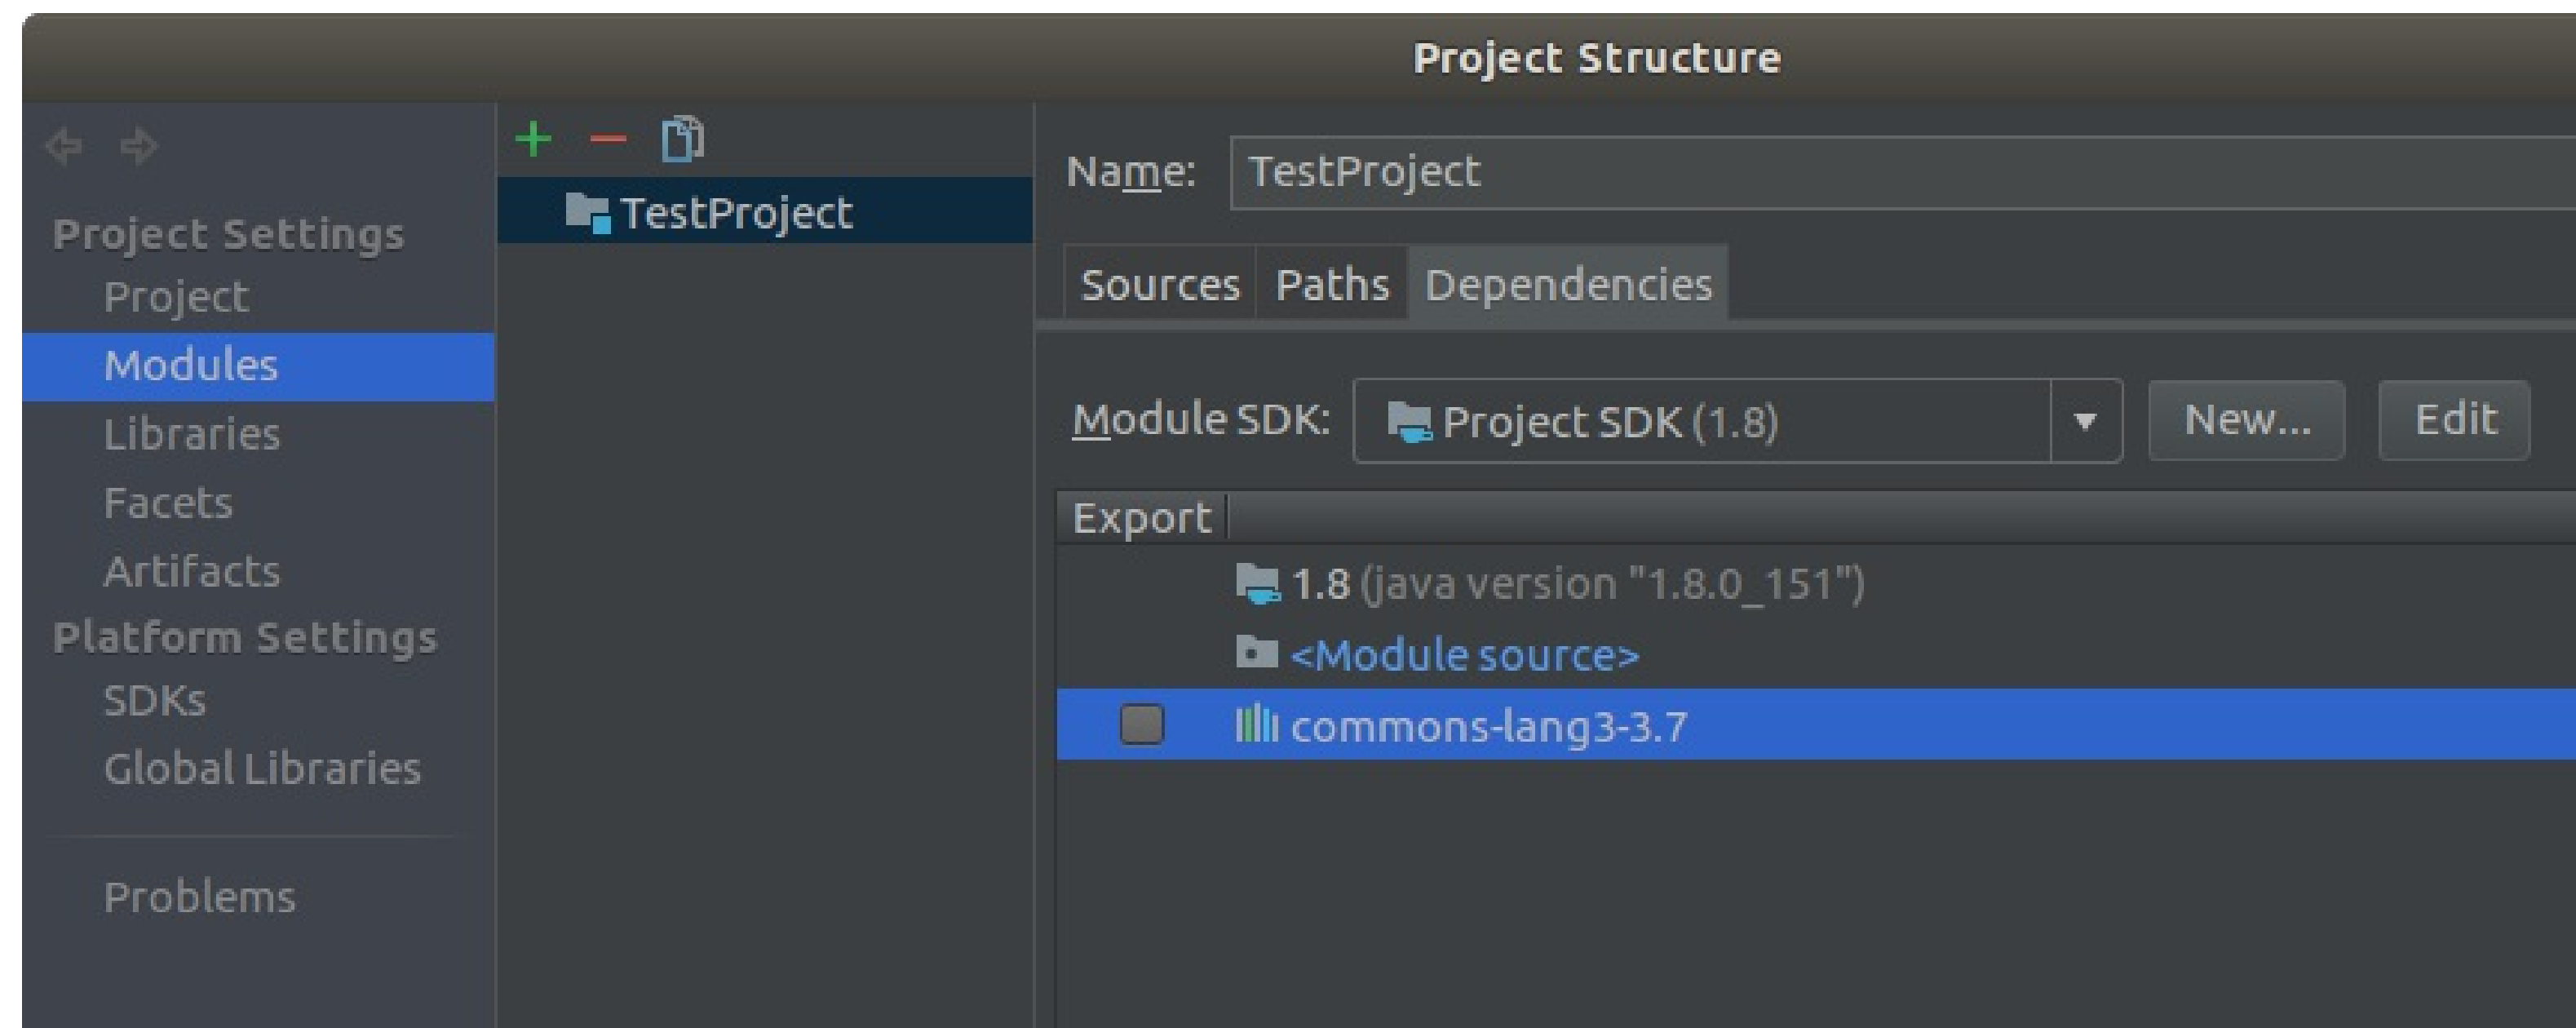 Project Structure
Project Settings
Project
Modules
Libraries
Facets
Artifacts
Platform Settings
SDKs
Global Libraries
Problems
TestProject
Name: TestProject
Sources Paths Dependencies
Module SDK: Project SDK (1.8) New... Edit
Export
1.8 (java version "1.8.0_151")
<Module source>
commons-lang3-3.7